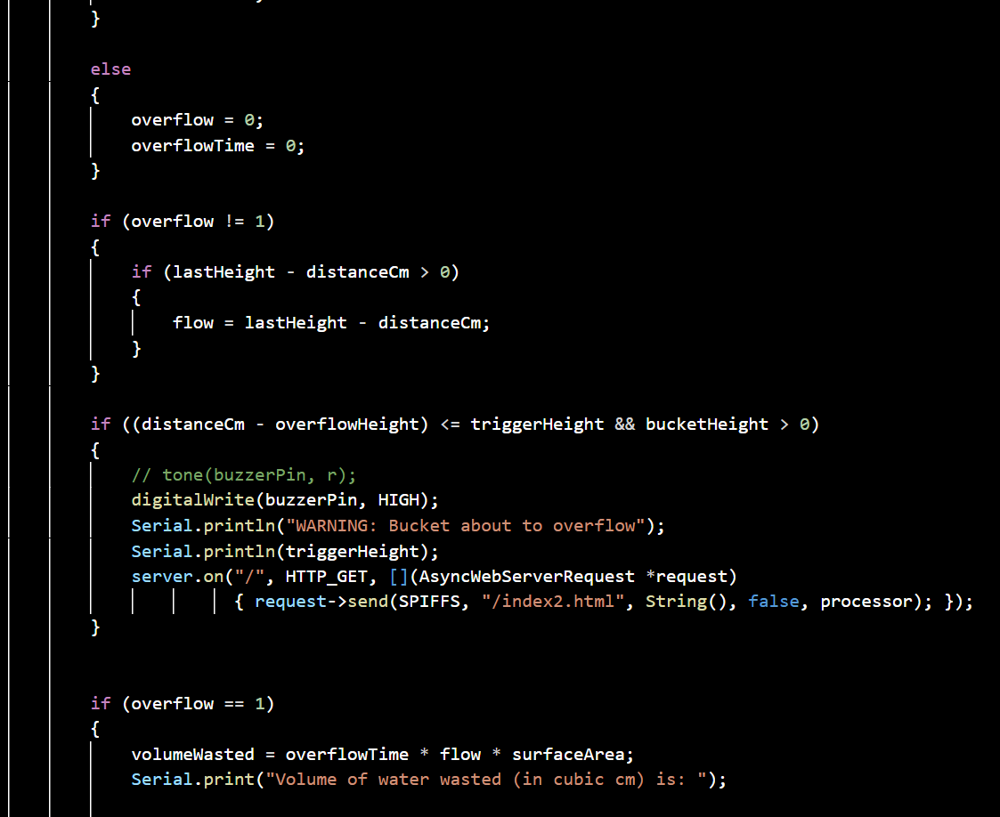 }
else
{
overflow = 0;
overflowTime = 0;
}
if (overflow != 1)
{
if (lastHeight - distanceCm > 0)
{
flow = lastHeight - distanceCm;
}
}
if ((distanceCm - overflowHeight) <= triggerHeight && bucketHeight > 0)
{
// tone(buzzerPin, r);
digitalWrite(buzzerPin, HIGH);
Serial.println("WARNING: Bucket about to overflow");
Serial.println(triggerHeight);
server.on("/", HTTP_GET, [](AsyncWebServerRequest *request)
{ request->send(SPIFFS, "/index2.html", String(), false, processor); });
}
if (overflow == 1)
{
volumeWasted = overflowTime * flow * surfaceArea;
Serial.print("Volume of water wasted (in cubic cm) is: ");